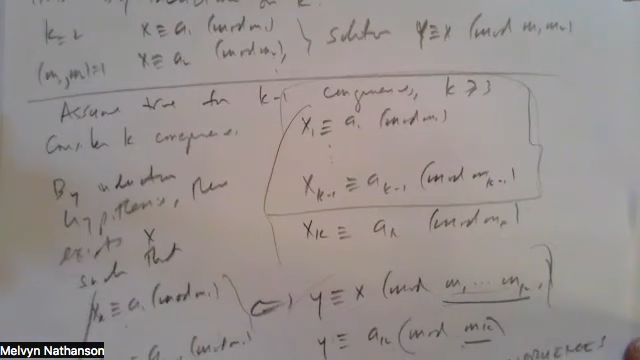 k=2 x ≡ a₁ (mod m₁)
(m₁,m₂)=1 x ≡ a₂ (mod m₂) } solution y ≡ x (mod m₁m₂)
Assume true for k-1 congruences, k ≥ 3
Consider k congruences
x₁ ≡ a₁ (mod m₁)
⋮
x_{k-1} ≡ a_{k-1} (mod m_{k-1})
x_k ≡ a_k (mod m_k)
By induction
hypothesis, there
exists x
such that
x ≡ a₁ (mod m₁) ⇔ y ≡ x (mod m₁ ⋯ m_{k-1})
y ≡ a_k (mod m_k)
Melvyn Nathanson